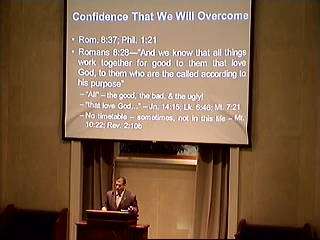 Confidence That We Will Overcome
• Rom. 8:37; Phil. 1:21
• Romans 8:28—"And we know that all things
work together for good to them that love
God, to them who are the called according to
his purpose"
– "All" – the good, the bad, & the ugly!
– "that love God…" – Jn. 14:15; Lk. 6:46; Mt. 7:21
– No timetable – sometimes, not in this life – Mt.
10:22; Rev. 2:10b